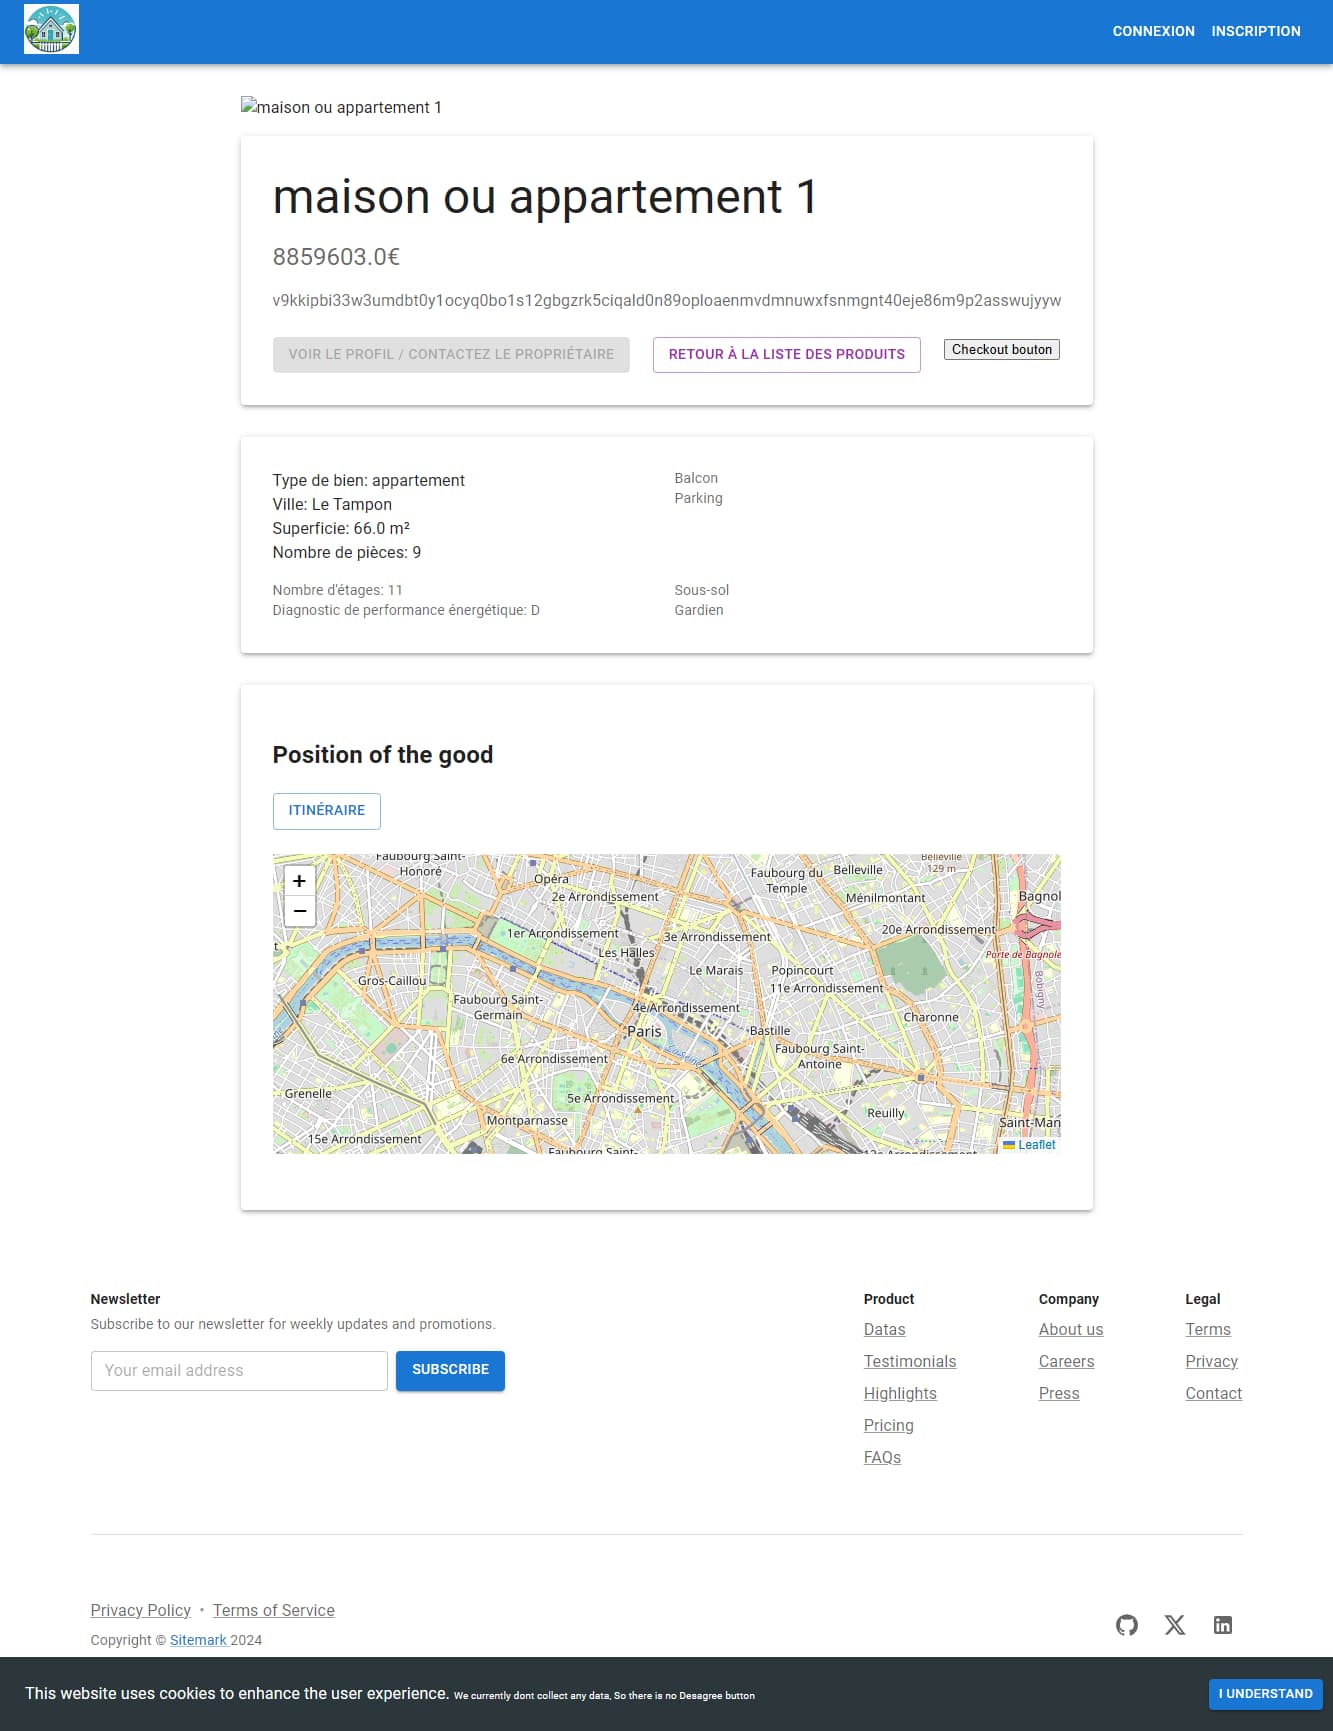 CONNEXION INSCRIPTION
maison ou appartement 1
maison ou appartement 1
8859603.0€
v9kkipbi33w3umdbt0y1ocyq0bo1s12gbgzrk5ciqald0n89oploaenmvdmnuwxfsnmgnt40eje86m9p2asswujyyw
VOIR LE PROFIL / CONTACTEZ LE PROPRIÉTAIRE RETOUR À LA LISTE DES PRODUITS Checkout bouton
Type de bien: appartement
Ville: Le Tampon
Superficie: 66.0 m²
Nombre de pièces: 9
Balcon
Parking
Nombre d'étages: 11
Diagnostic de performance énergétique: D
Sous-sol
Gardien
Position of the good
ITINÉRAIRE
+
−
Faubourg Saint-
Honoré
Opéra
2e Arrondissement
Faubourg du
Temple
Belleville
Belleville
129 m
Ménilmontant
Bagnol
1er Arrondissement
3e Arrondissement
20e Arrondissement
Les Halles
Porte de Bagnole
Gros-Caillou
Le Marais
Popincourt
11e Arrondissement
Bobigny
Faubourg Saint-
Germain
4e Arrondissement
Charonne
Paris
Bastille
La Seine
Faubourg Saint-
Antoine
6e Arrondissement
Grenelle
5e Arrondissement
Reuilly
Montparnasse
Saint-Man
15e Arrondissement
Faubourg Saint-
12e Arrondissement
Leaflet
Newsletter
Subscribe to our newsletter for weekly updates and promotions.
Your email address SUBSCRIBE
Product
Datas
Testimonials
Highlights
Pricing
FAQs
Company
About us
Careers
Press
Legal
Terms
Privacy
Contact
Privacy Policy • Terms of Service
Copyright © Sitemark 2024
This website uses cookies to enhance the user experience. We currently dont collect any data, So there is no Desagree button
I UNDERSTAND